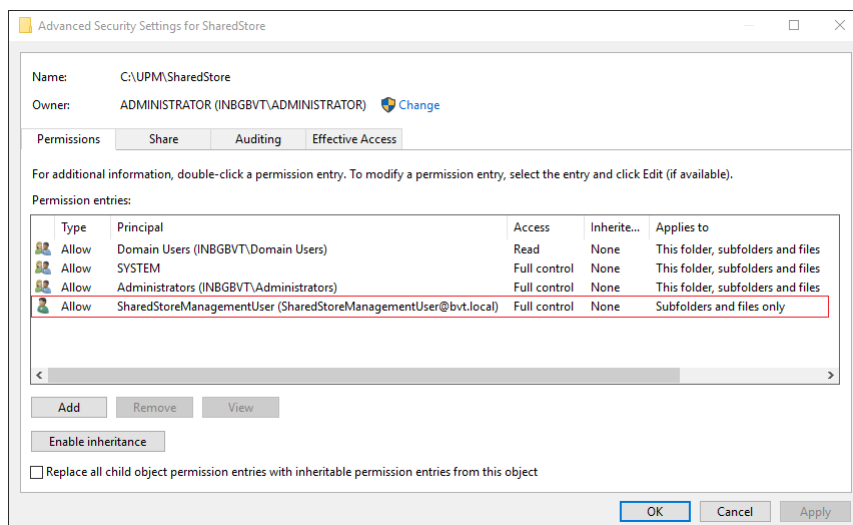 Advanced Security Settings for SharedStore
Name: C:\UPM\SharedStore
Owner: ADMINISTRATOR (INBGBVT\ADMINISTRATOR) Change
Permissions Share Auditing Effective Access
For additional information, double-click a permission entry. To modify a permission entry, select the entry and click Edit (if available).
Permission entries:
Type Principal Access Inherite... Applies to
Allow Domain Users (INBGBVT\Domain Users) Read None This folder, subfolders and files
Allow SYSTEM Full control None This folder, subfolders and files
Allow Administrators (INBGBVT\Administrators) Full control None This folder, subfolders and files
Allow SharedStoreManagementUser (SharedStoreManagementUser@bvt.local) Full control None Subfolders and files only
Add Remove View
Enable inheritance
Replace all child object permission entries with inheritable permission entries from this object
OK Cancel Apply